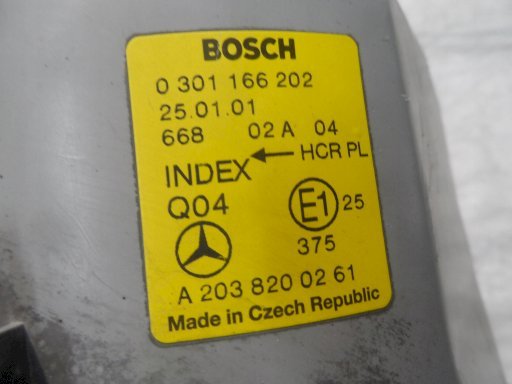 BOSCH
0 301 166 202
25.01.01
668 02 A 04
← HCR PL
INDEX
Q04 E1 25
375
A 203 820 02 61
Made in Czech Republic